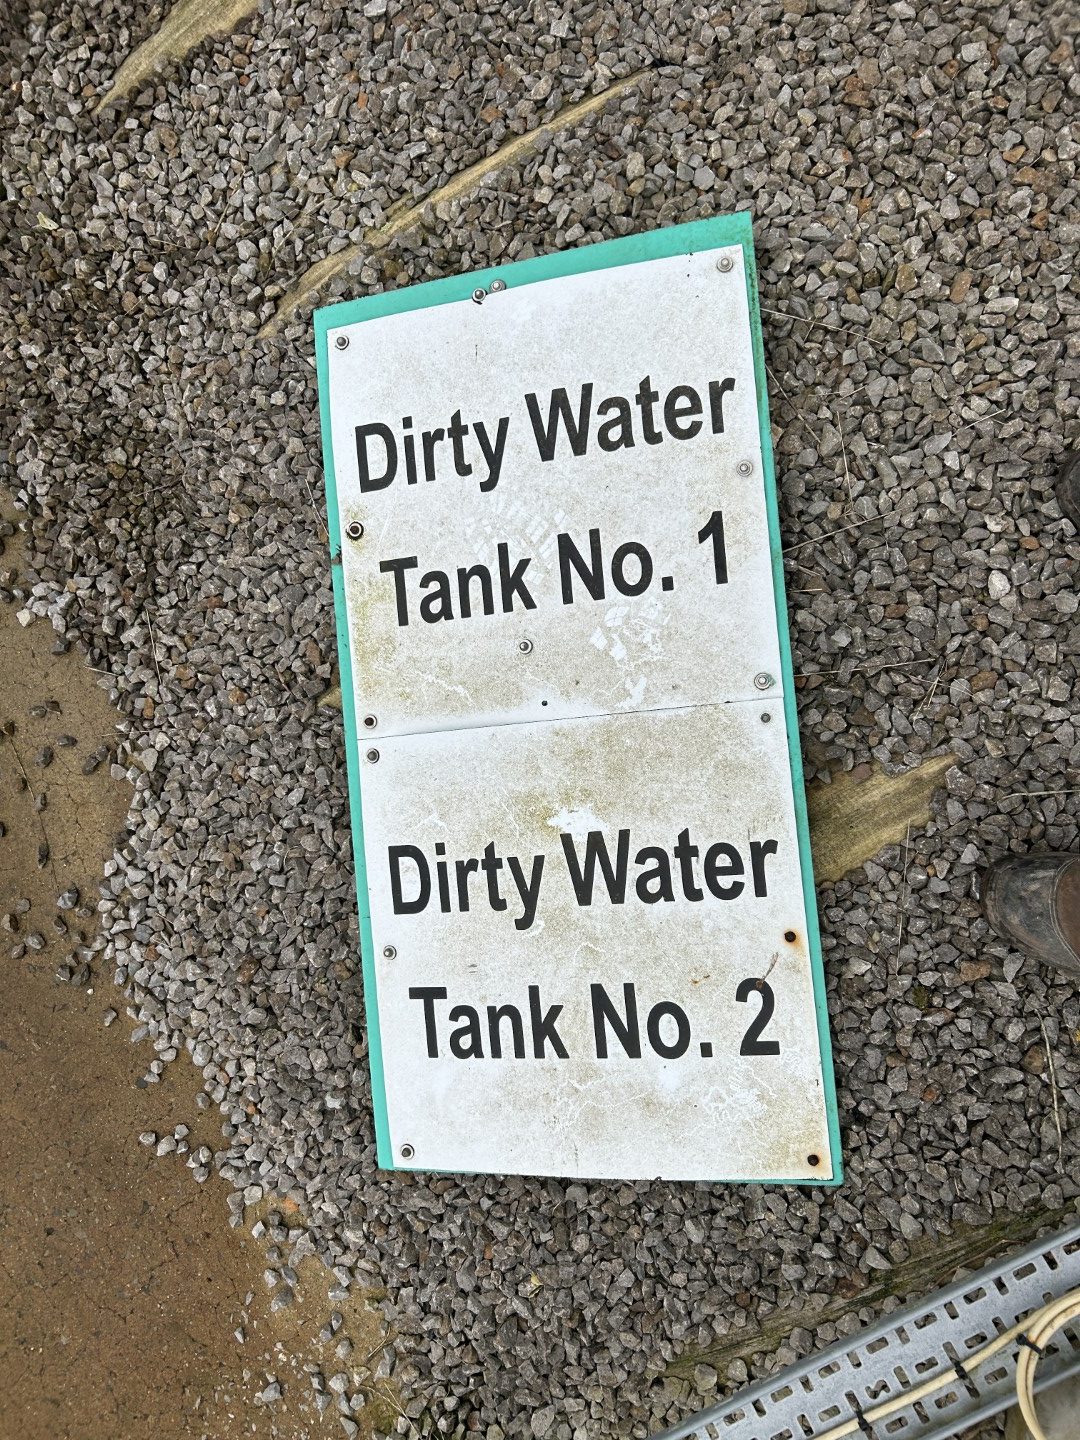 Dirty Water
Tank No. 1
Dirty Water
Tank No. 2